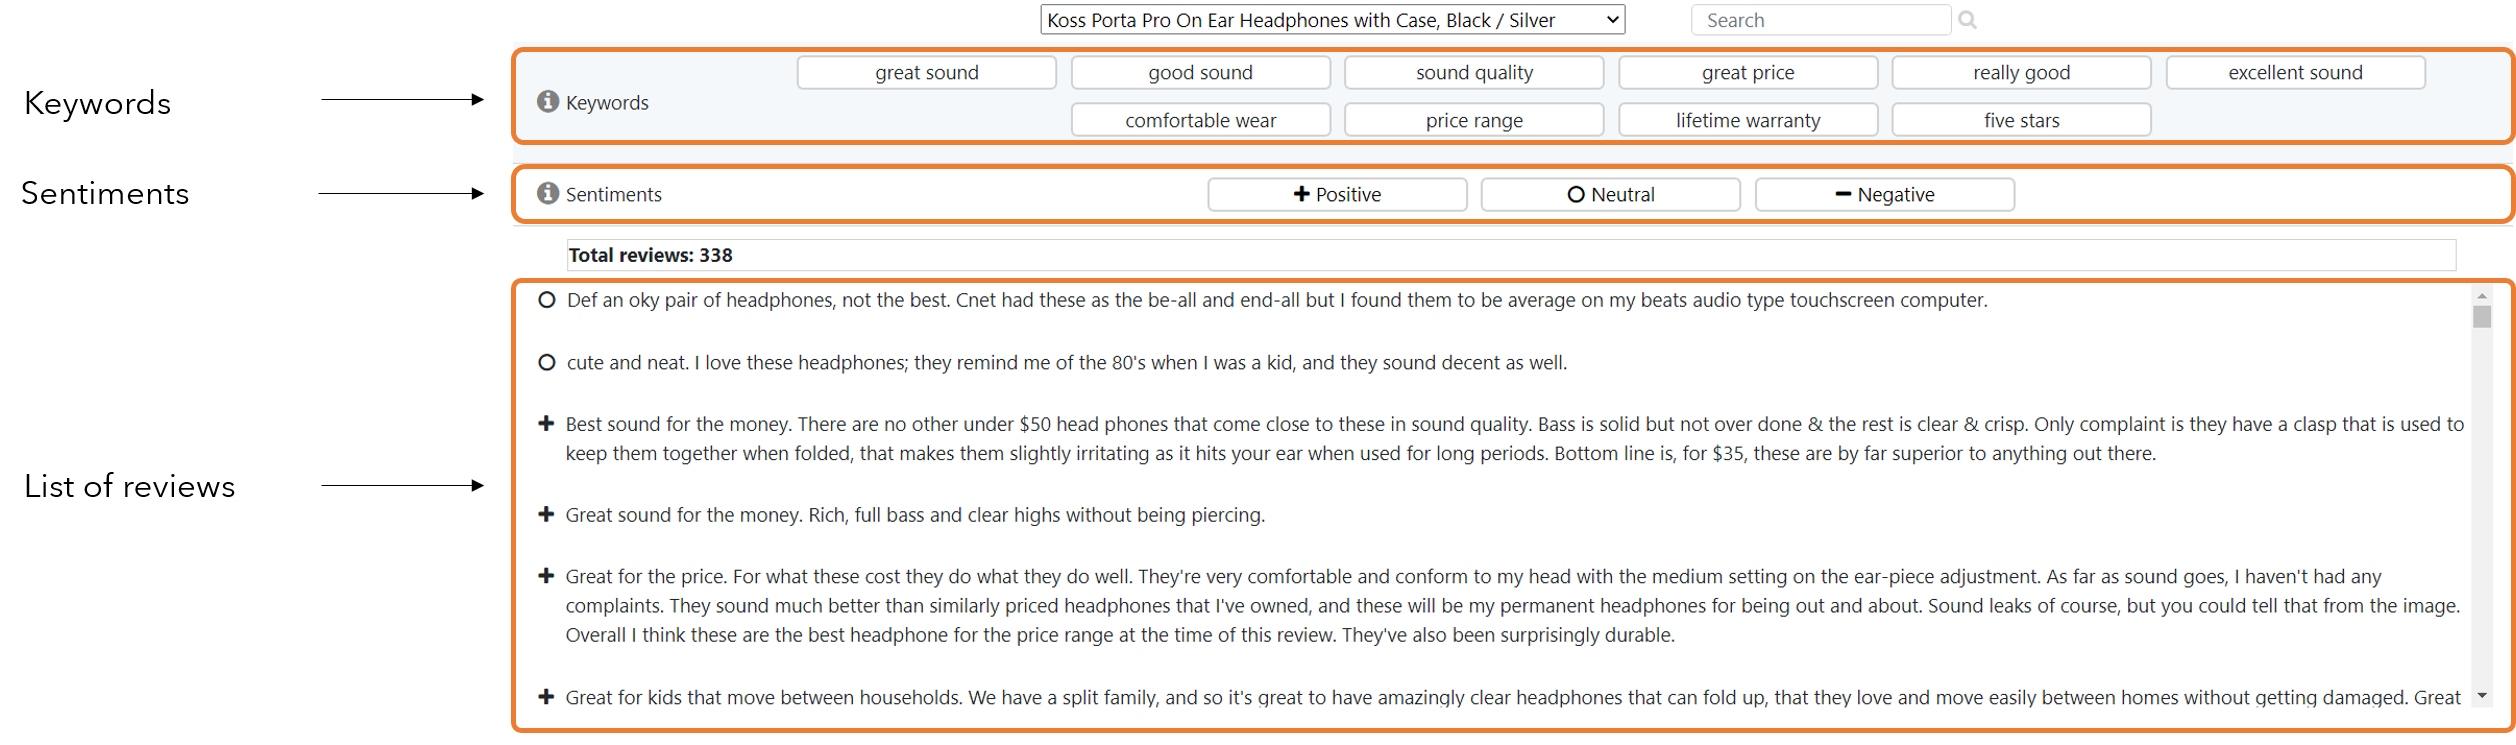 Koss Porta Pro On Ear Headphones with Case, Black / Silver
Search
Keywords
Keywords
great sound
good sound
sound quality
great price
really good
excellent sound
comfortable wear
price range
lifetime warranty
five stars
Sentiments
Sentiments
Positive
Neutral
Negative
Total reviews: 338
List of reviews
Def an oky pair of headphones, not the best. Cnet had these as the be-all and end-all but I found them to be average on my beats audio type touchscreen computer.
cute and neat. I love these headphones; they remind me of the 80's when I was a kid, and they sound decent as well.
Best sound for the money. There are no other under $50 head phones that come close to these in sound quality. Bass is solid but not over done & the rest is clear & crisp. Only complaint is they have a clasp that is used to
keep them together when folded, that makes them slightly irritating as it hits your ear when used for long periods. Bottom line is, for $35, these are by far superior to anything out there.
Great sound for the money. Rich, full bass and clear highs without being piercing.
Great for the price. For what these cost they do what they do well. They're very comfortable and conform to my head with the medium setting on the ear-piece adjustment. As far as sound goes, I haven't had any
complaints. They sound much better than similarly priced headphones that I've owned, and these will be my permanent headphones for being out and about. Sound leaks of course, but you could tell that from the image.
Overall I think these are the best headphone for the price range at the time of this review. They've also been surprisingly durable.
Great for kids that move between households. We have a split family, and so it's great to have amazingly clear headphones that can fold up, that they love and move easily between homes without getting damaged. Great